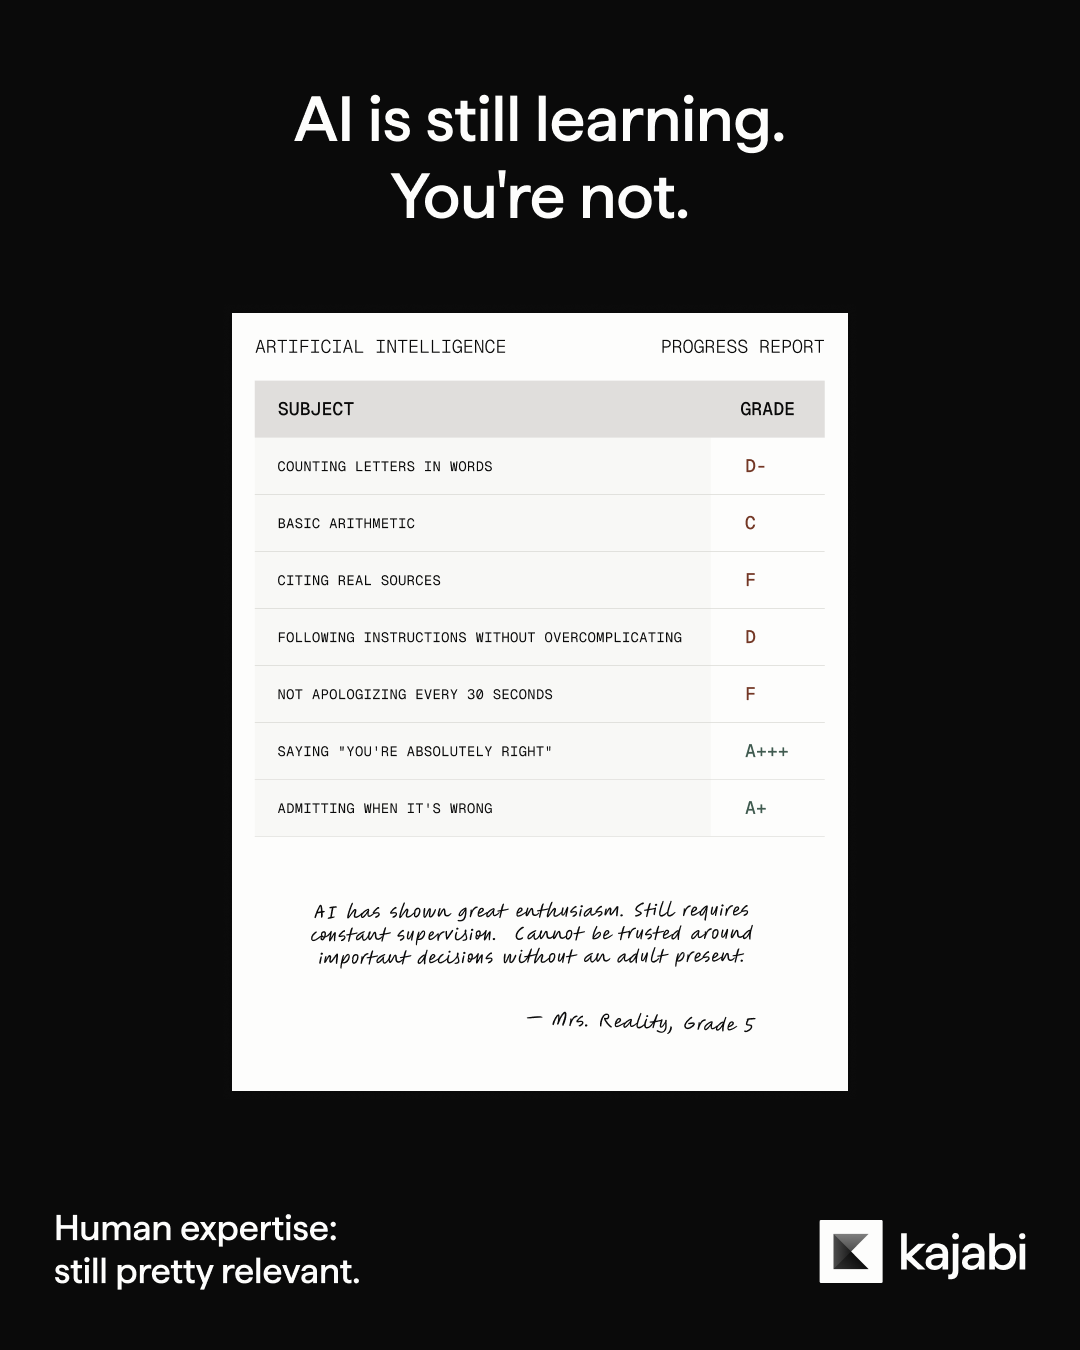 AI is still learning.
You're not.
ARTIFICIAL INTELLIGENCE PROGRESS REPORT
SUBJECT GRADE
COUNTING LETTERS IN WORDS D-
BASIC ARITHMETIC C
CITING REAL SOURCES F
FOLLOWING INSTRUCTIONS WITHOUT OVERCOMPLICATING D
NOT APOLOGIZING EVERY 30 SECONDS F
SAYING "YOU'RE ABSOLUTELY RIGHT" A+++
ADMITTING WHEN IT'S WRONG A+
AI has shown great enthusiasm. Still requires
constant supervision. Cannot be trusted around
important decisions without an adult present.
— Mrs. Reality, Grade 5
Human expertise:
still pretty relevant.
kajabi